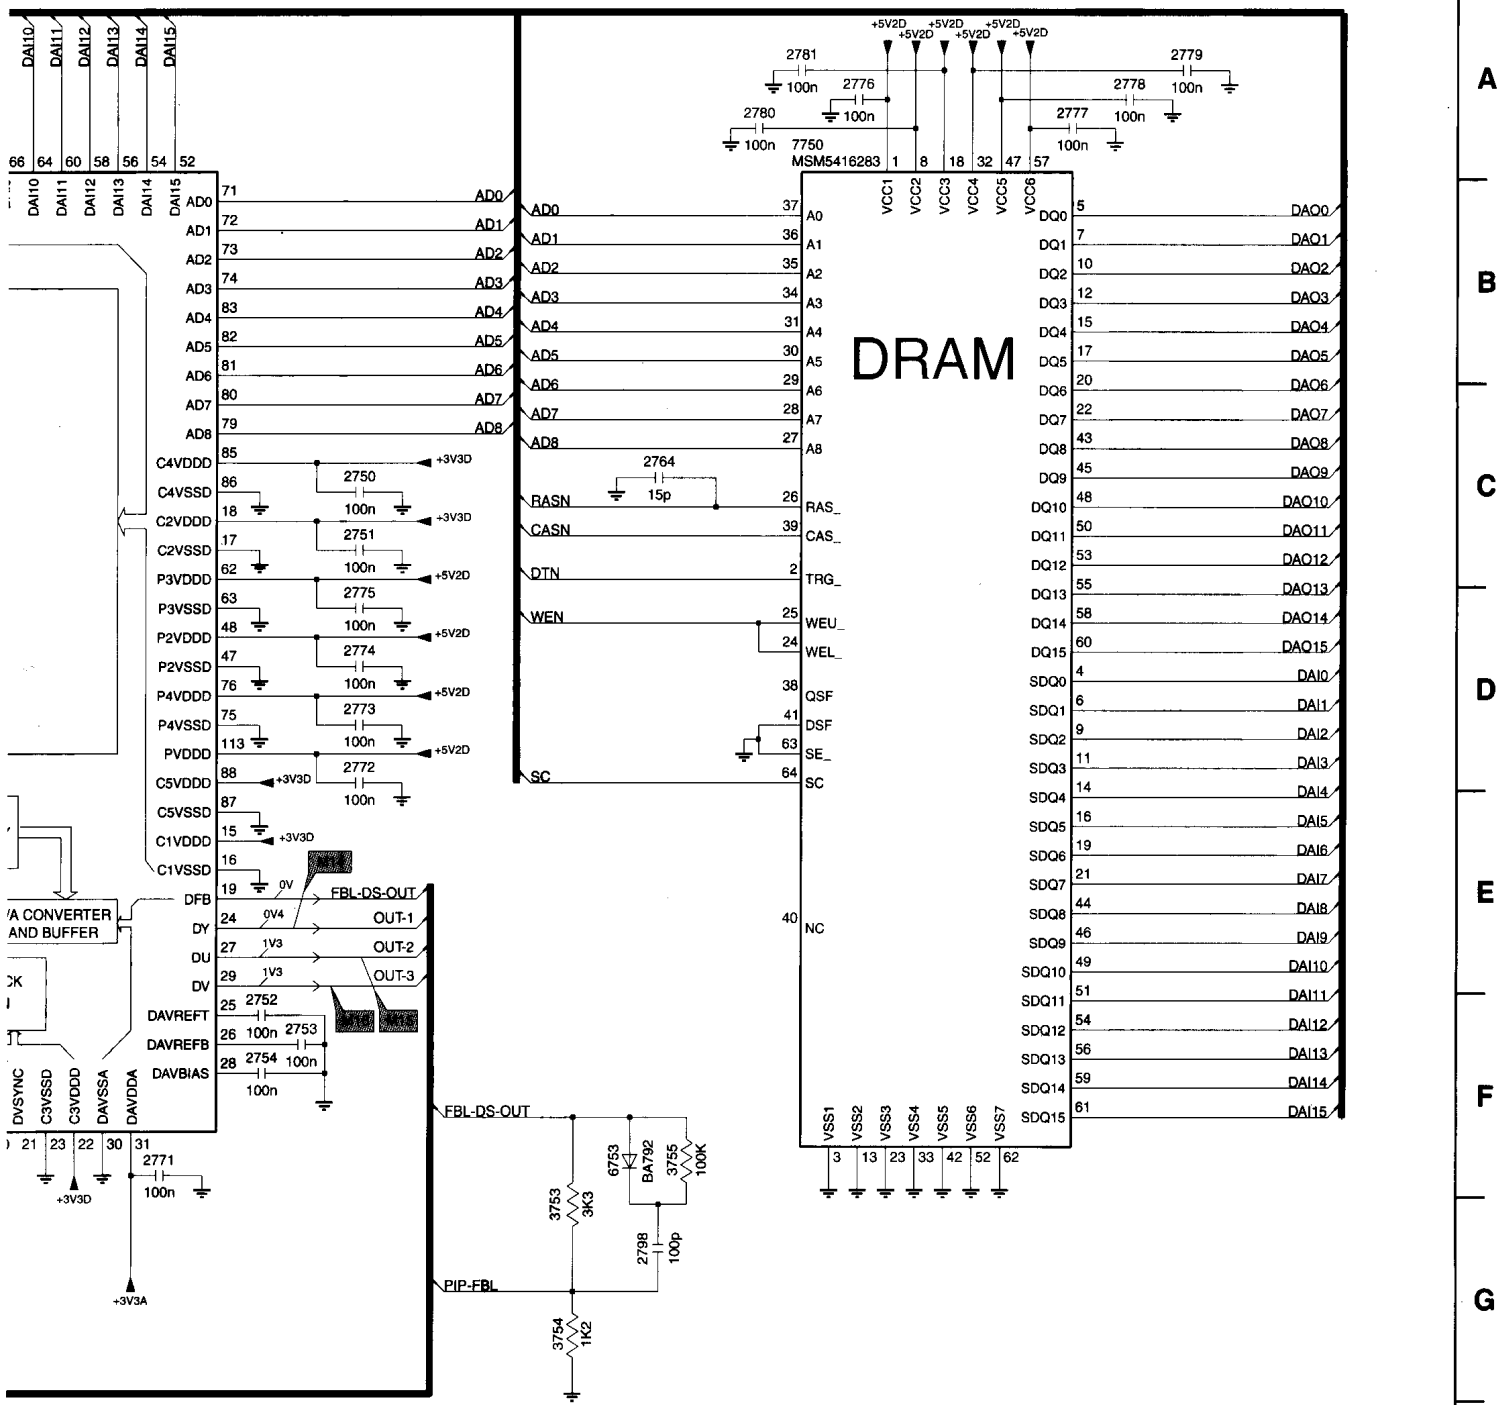 DAI10 DAI11 DAI12 DAI13 DAI14 DAI15
66 64 60 58 56 54 52
DAI10 DAI11 DAI12 DAI13 DAI14 DAI15
+5V2D +5V2D +5V2D
+5V2D +5V2D +5V2D
2781 100n
2779 100n
2776 100n
2778 100n
2780 100n
2777 100n
A
7750
MSM5416283 1 8 18 32 47 57
VCC1 VCC2 VCC3 VCC4 VCC5 VCC6
AD0 71 AD0
AD1 72 AD1
AD2 73 AD2
AD3 74 AD3
AD4 83 AD4
AD5 82 AD5
AD6 81 AD6
AD7 80 AD7
AD8 79 AD8
C4VDDD 85 +3V3D
2750 100n
C4VSSD 86
C2VDDD 18 +3V3D
2751 100n
C2VSSD 17
P3VDDD 62 +5V2D
2775 100n
P3VSSD 63
P2VDDD 48 +5V2D
2774 100n
P2VSSD 47
P4VDDD 76 +5V2D
2773 100n
P4VSSD 75
PVDDD 113 +5V2D
2772 100n
C5VDDD 88 +3V3D
C5VSSD 87
C1VDDD 15 +3V3D
C1VSSD 16
DFB 19 0V FBL-DS-OUT
DY 24 0V4 OUT-1
DU 27 1V3 OUT-2
DV 29 1V3 OUT-3
DAVREFT 25 2752 100n
DAVREFB 26 2753 100n
DAVBIAS 28 2754 100n
/A CONVERTER
AND BUFFER
CK
DVSYNC C3VSSD C3VDDD DAVSSA DAVDDA
21 23 22 30 31
2771 100n
+3V3D
+3V3A
AD0 37 A0
AD1 36 A1
AD2 35 A2
AD3 34 A3
AD4 31 A4
AD5 30 A5
AD6 29 A6
AD7 28 A7
AD8 27 A8
2764 15p
RASN 26 RAS_
CASN 39 CAS_
DTN 2 TRG_
WEN 25 WEU_
24 WEL_
38 QSF
41 DSF
63 SE_
SC 64 SC
40 NC
DRAM
DQ0 5 DAO0
DQ1 7 DAO1
DQ2 10 DAO2
DQ3 12 DAO3
DQ4 15 DAO4
DQ5 17 DAO5
DQ6 20 DAO6
DQ7 22 DAO7
DQ8 43 DAO8
DQ9 45 DAO9
DQ10 48 DAO10
DQ11 50 DAO11
DQ12 53 DAO12
DQ13 55 DAO13
DQ14 58 DAO14
DQ15 60 DAO15
SDQ0 4 DAI0
SDQ1 6 DAI1
SDQ2 9 DAI2
SDQ3 11 DAI3
SDQ4 14 DAI4
SDQ5 16 DAI5
SDQ6 19 DAI6
SDQ7 21 DAI7
SDQ8 44 DAI8
SDQ9 46 DAI9
SDQ10 49 DAI10
SDQ11 51 DAI11
SDQ12 54 DAI12
SDQ13 56 DAI13
SDQ14 59 DAI14
SDQ15 61 DAI15
VSS1 VSS2 VSS3 VSS4 VSS5 VSS6 VSS7
3 13 23 33 42 52 62
FBL-DS-OUT
6753 BA792
3755 100K
3753 3K3
2798 100p
PIP-FBL
3754 1K2
B
C
D
E
F
G